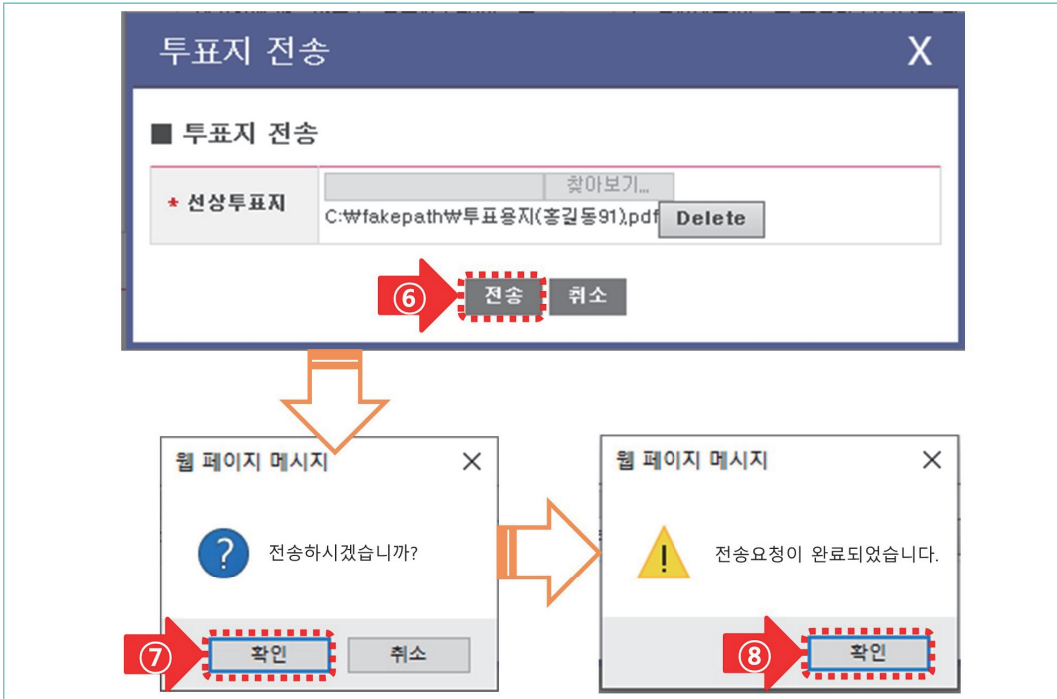 투표지 전송 X
■ 투표지 전송
* 선상투표지
찾아보기...
C:₩fakepath₩투표용지(홍길동91).pdf Delete
⑥ 전송 취소
웹 페이지 메시지
전송하시겠습니까?
⑦ 확인 취소
웹 페이지 메시지
전송요청이 완료되었습니다.
⑧ 확인